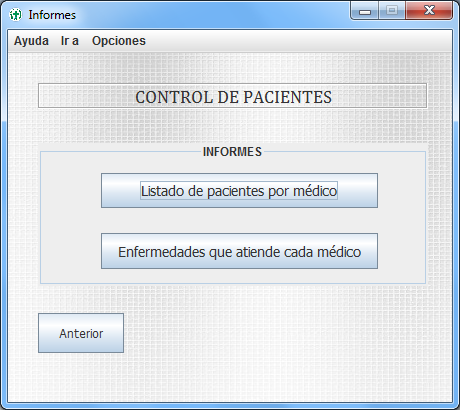 Informes
Ayuda Ir a Opciones
CONTROL DE PACIENTES
INFORMES
Listado de pacientes por médico
Enfermedades que atiende cada médico
Anterior